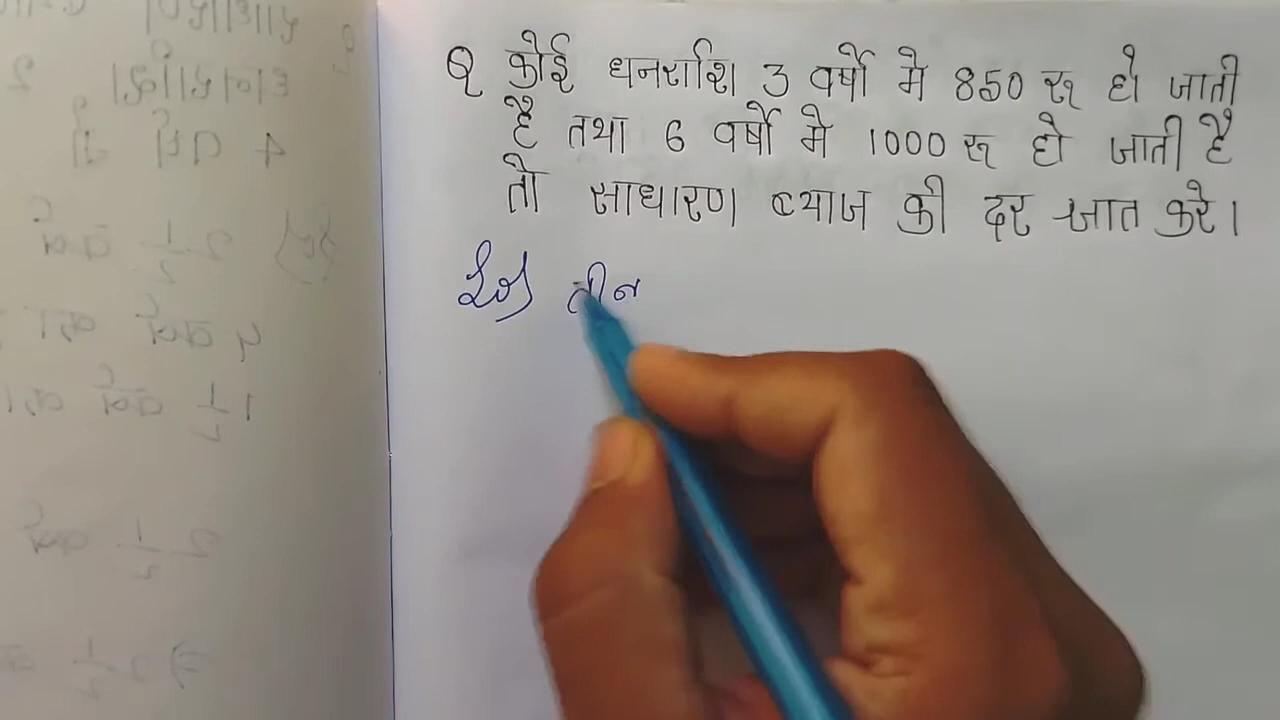 Q कोई धनराशि 3 वर्षो मे 850 रू हो जाती
है तथा 6 वर्षो मे 1000 रू हो जाती है
तो साधारण ब्याज की दर ज्ञात करे।
Sol तीन